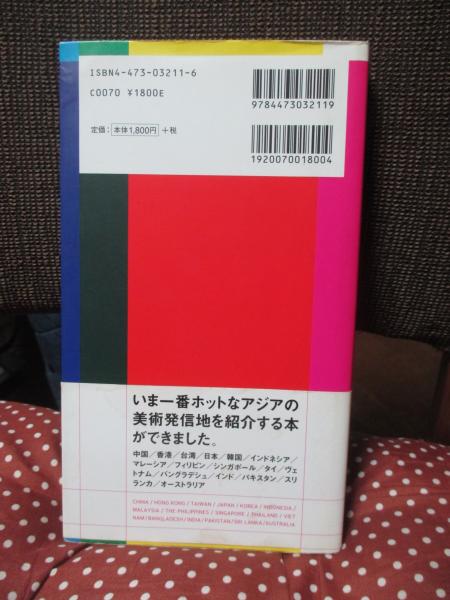 ISBN4-473-03211-6
C0070 ¥1800E
定価：本体1,800円 +税
9784473032119
1920070018004
いま一番ホットなアジアの
美術発信地を紹介する本
ができました。
中国／香港／台湾／日本／韓国／インドネシア／
マレーシア／フィリピン／シンガポール／タイ／ヴェ
トナム／バングラデシュ／インド／パキスタン／スリ
ランカ／オーストラリア
CHINA / HONG KONG / TAIWAN / JAPAN / KOREA / INDONESIA /
MALAYSIA / THE PHILIPPINES / SINGAPORE / THAILAND / VIET
NAM / BANGLADESH / INDIA / PAKISTAN / SRI LANKA / AUSTRALIA